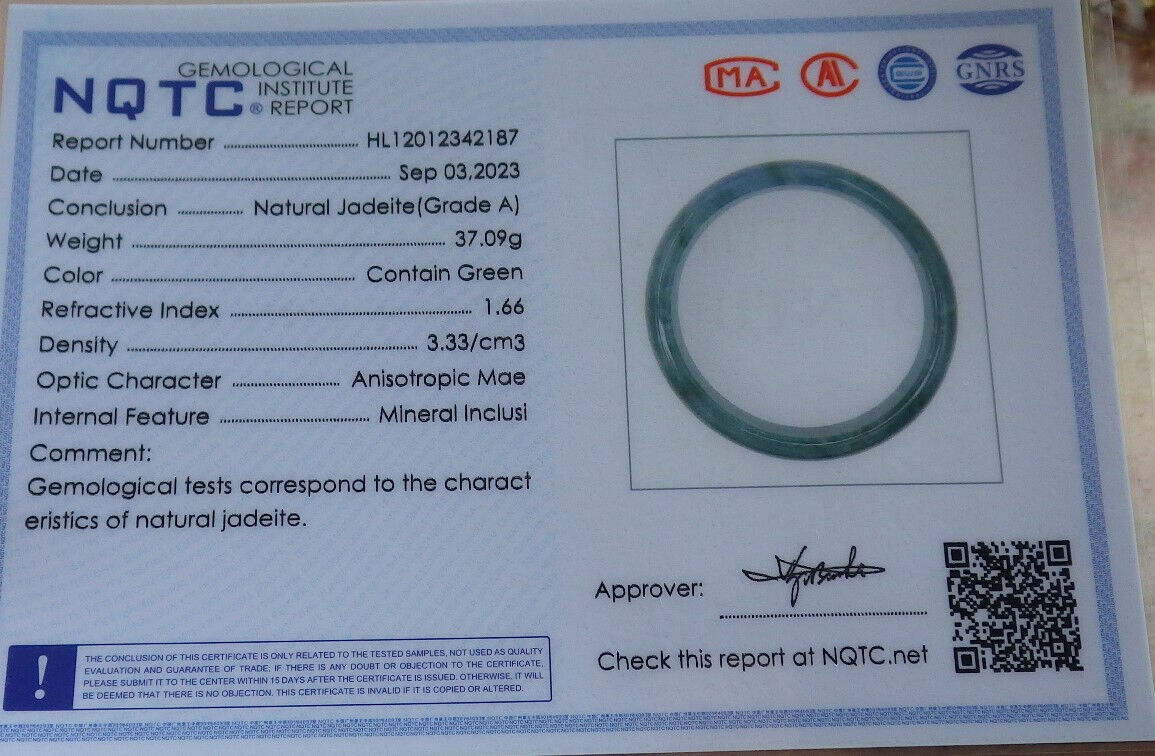 NQTC® GEMOLOGICAL INSTITUTE REPORT
MA
GNRS
Report Number ........ HL12012342187
Date ........ Sep 03,2023
Conclusion ........ Natural Jadeite(Grade A)
Weight ........ 37.09g
Color ........ Contain Green
Refractive Index ........ 1.66
Density ........ 3.33/cm3
Optic Character ........ Anisotropic Mae
Internal Feature ........ Mineral Inclusi
Comment:
Gemological tests correspond to the charact
eristics of natural jadeite.
Approver:
Check this report at NQTC.net
!
THE CONCLUSION OF THIS CERTIFICATE IS ONLY RELATED TO THE TESTED SAMPLES, NOT USED AS QUALITY
EVALUATION AND GUARANTEE OF TRADE; IF THERE IS ANY DOUBT OR OBJECTION TO THE CERTIFICATE,
PLEASE SUBMIT IT TO THE CENTER WITHIN 15 DAYS AFTER THE CERTIFICATE IS ISSUED. OTHERWISE, IT WILL
BE DEEMED THAT THERE IS NO OBJECTION. THIS CERTIFICATE IS INVALID IF IT IS COPIED OR ALTERED.